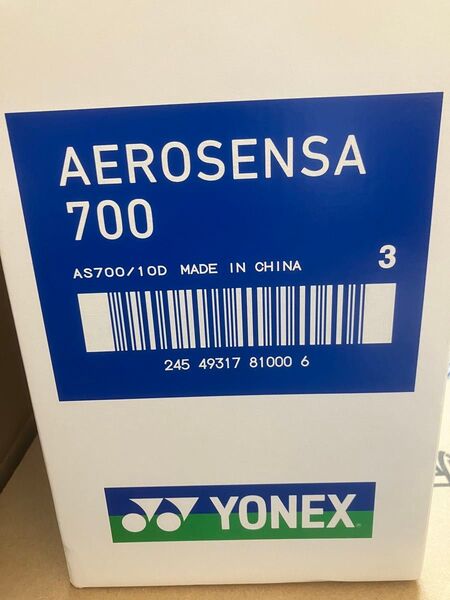 AEROSENSA
700
AS700/10D MADE IN CHINA 3
245 49317 81000 6
YONEX